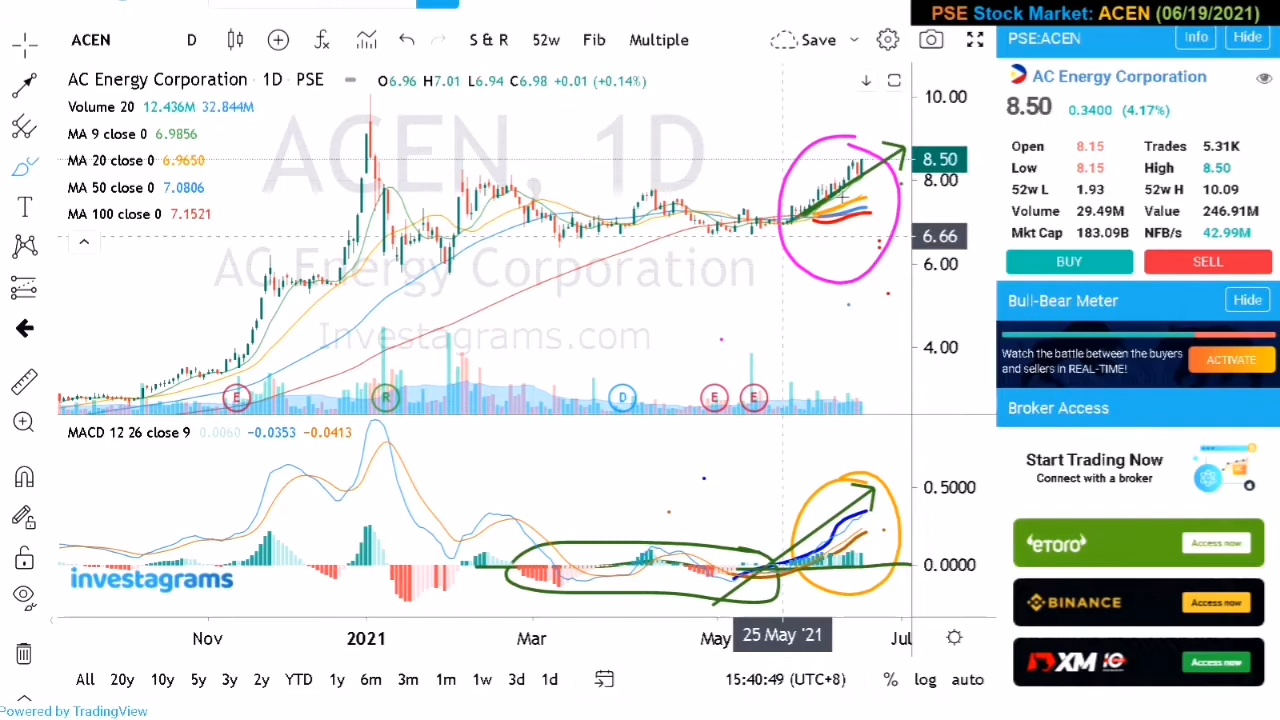 PSE Stock Market: ACEN (06/19/2021)
ACEN D S & R 52w Fib Multiple Save
PSE:ACEN Info Hide
AC Energy Corporation · 1D · PSE O6.96 H7.01 L6.94 C6.98 +0.01 (+0.14%)
Volume 20 12.436M 32.844M
MA 9 close 0 6.9856
MA 20 close 0 6.9650
MA 50 close 0 7.0806
MA 100 close 0 7.1521
ACEN, 1D
AC Energy Corporation
Investagrams.com
10.00
8.50
8.00
6.66
6.00
4.00
E R D E E
MACD 12 26 close 9 0.0060 −0.0353 −0.0413
0.5000
0.0000
investagrams
Nov 2021 Mar May 25 May '21 Jul
All 20y 10y 5y 3y 2y YTD 1y 6m 3m 1m 1w 3d 1d 15:40:49 (UTC+8) % log auto
Powered by TradingView
AC Energy Corporation
8.50 0.3400 (4.17%)
Open 8.15 Trades 5.31K
Low 8.15 High 8.50
52w L 1.93 52w H 10.09
Volume 29.49M Value 246.91M
Mkt Cap 183.09B NFB/s 42.99M
BUY SELL
Bull-Bear Meter Hide
Watch the battle between the buyers
and sellers in REAL-TIME!
ACTIVATE
Broker Access
Start Trading Now
Connect with a broker
eToro Access now
BINANCE Access now
XM 10 Access now